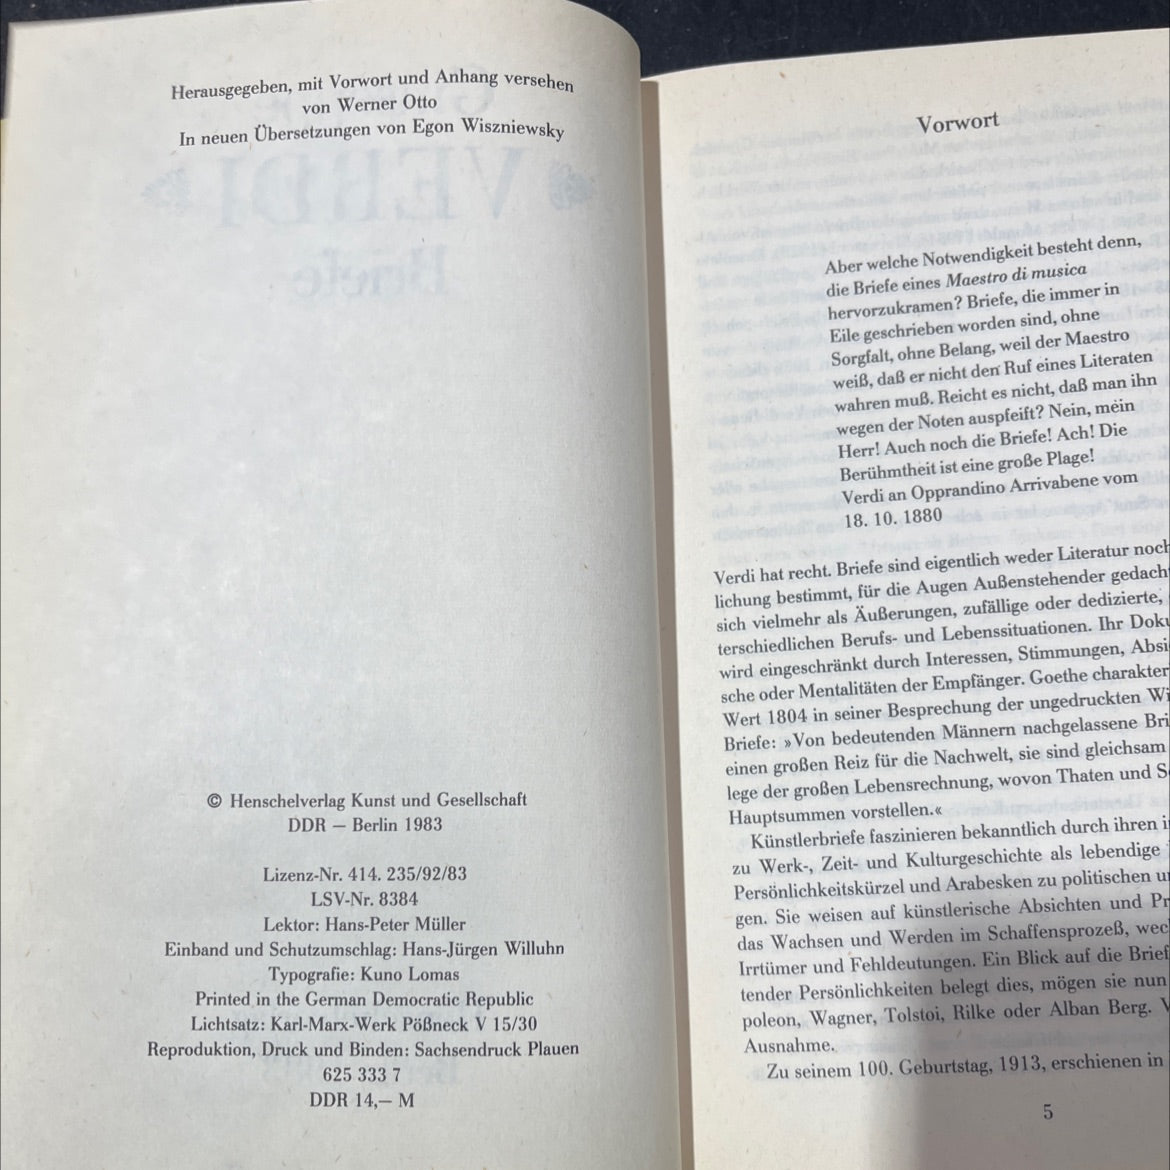 Herausgegeben, mit Vorwort und Anhang versehen
von Werner Otto
In neuen Übersetzungen von Egon Wiszniewsky
VERDI
Briefe
© Henschelverlag Kunst und Gesellschaft
DDR – Berlin 1983
Lizenz-Nr. 414. 235/92/83
LSV-Nr. 8384
Lektor: Hans-Peter Müller
Einband und Schutzumschlag: Hans-Jürgen Willuhn
Typografie: Kuno Lomas
Printed in the German Democratic Republic
Lichtsatz: Karl-Marx-Werk Pößneck V 15/30
Reproduktion, Druck und Binden: Sachsendruck Plauen
625 333 7
DDR 14,– M
Vorwort
Aber welche Notwendigkeit besteht denn,
die Briefe eines Maestro di musica
hervorzukramen? Briefe, die immer in
Eile geschrieben worden sind, ohne
Sorgfalt, ohne Belang, weil der Maestro
weiß, daß er nicht den Ruf eines Literaten
wahren muß. Reicht es nicht, daß man ihn
wegen der Noten auspfeift? Nein, mein
Herr! Auch noch die Briefe! Ach! Die
Berühmtheit ist eine große Plage!
Verdi an Opprandino Arrivabene vom
18. 10. 1880
Verdi hat recht. Briefe sind eigentlich weder Literatur noch
lichung bestimmt, für die Augen Außenstehender gedach
sich vielmehr als Äußerungen, zufällige oder dedizierte,
terschiedlichen Berufs- und Lebenssituationen. Ihr Doku
wird eingeschränkt durch Interessen, Stimmungen, Absi
sche oder Mentalitäten der Empfänger. Goethe charakter
Wert 1804 in seiner Besprechung der ungedruckten Wi
Briefe: »Von bedeutenden Männern nachgelassene Bri
einen großen Reiz für die Nachwelt, sie sind gleichsam
lege der großen Lebensrechnung, wovon Thaten und S
Hauptsummen vorstellen.«
Künstlerbriefe faszinieren bekanntlich durch ihren i
zu Werk-, Zeit- und Kulturgeschichte als lebendige
Persönlichkeitskürzel und Arabesken zu politischen u
gen. Sie weisen auf künstlerische Absichten und Pr
das Wachsen und Werden im Schaffensprozeß, wec
Irrtümer und Fehldeutungen. Ein Blick auf die Brief
tender Persönlichkeiten belegt dies, mögen sie nun
poleon, Wagner, Tolstoi, Rilke oder Alban Berg. V
Ausnahme.
Zu seinem 100. Geburtstag, 1913, erschienen in
5